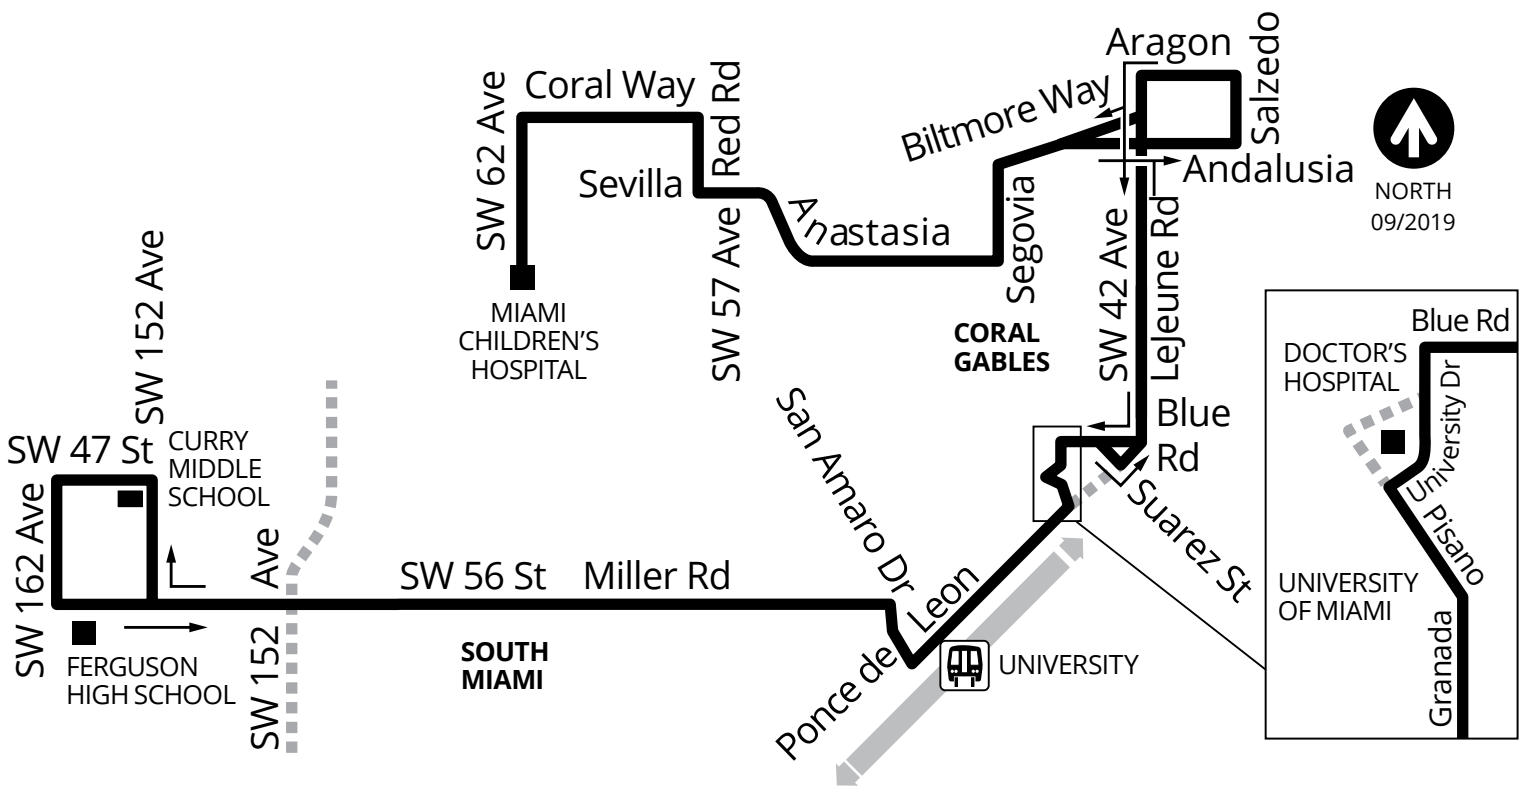 Aragon
Salzedo
Biltmore Way
Andalusia
SW 62 Ave
Coral Way
Red Rd
Sevilla
Anastasia
Segovia
SW 57 Ave
SW 42 Ave
LeJeune Rd
NORTH
09/2019
MIAMI
CHILDREN'S
HOSPITAL
CORAL
GABLES
SW 152 Ave
SW 47 St
CURRY
MIDDLE
SCHOOL
SW 162 Ave
FERGUSON
HIGH SCHOOL
SW 152 Ave
SW 56 St
Miller Rd
SOUTH
MIAMI
San Amaro Dr
Ponce de Leon
UNIVERSITY
Blue
Rd
Suarez St
Blue Rd
DOCTOR'S
HOSPITAL
University Dr
Pisano
UNIVERSITY
OF MIAMI
Granada